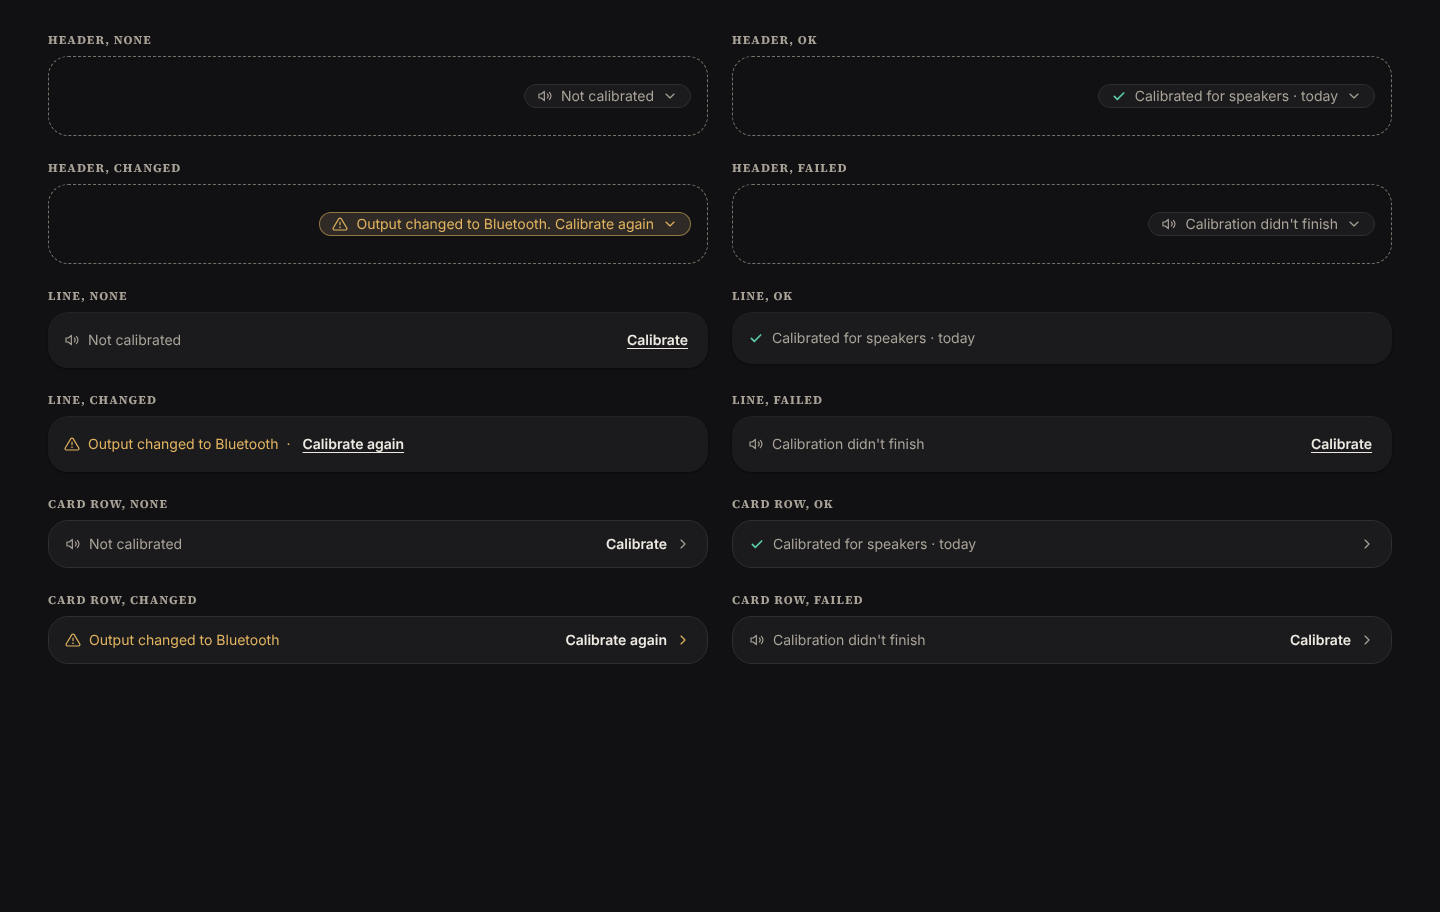 HEADER, NONE
Not calibrated
HEADER, OK
Calibrated for speakers · today
HEADER, CHANGED
Output changed to Bluetooth. Calibrate again
HEADER, FAILED
Calibration didn't finish
LINE, NONE
Not calibrated Calibrate
LINE, OK
Calibrated for speakers · today
LINE, CHANGED
Output changed to Bluetooth · Calibrate again
LINE, FAILED
Calibration didn't finish Calibrate
CARD ROW, NONE
Not calibrated Calibrate
CARD ROW, OK
Calibrated for speakers · today
CARD ROW, CHANGED
Output changed to Bluetooth Calibrate again
CARD ROW, FAILED
Calibration didn't finish Calibrate